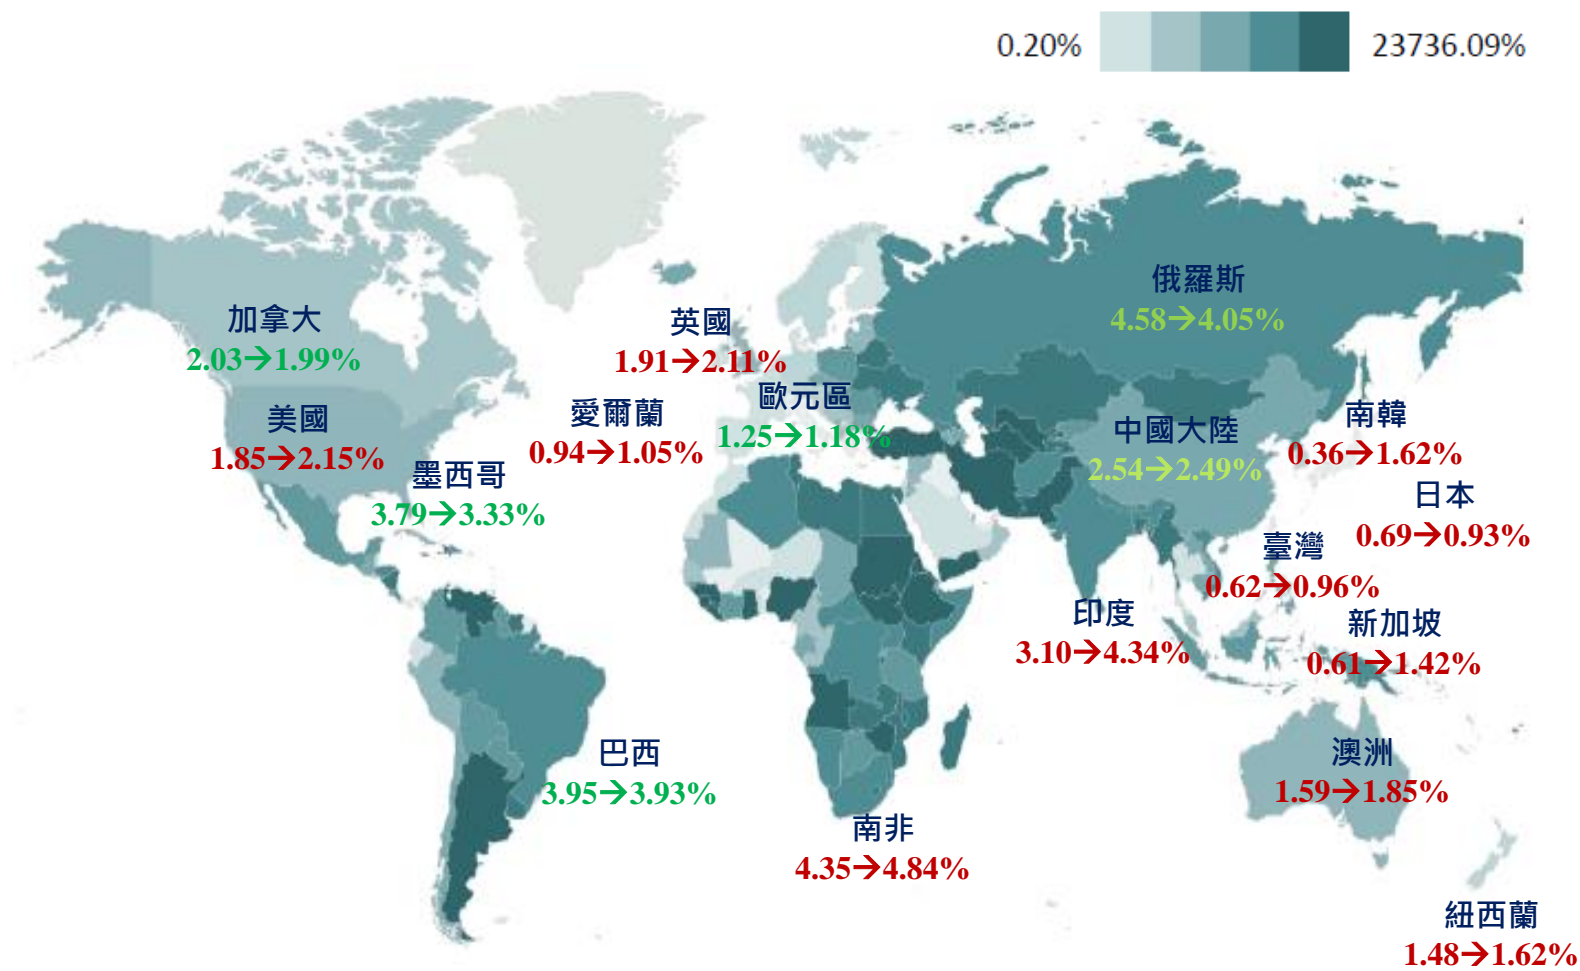 0.20% 23736.09%
俄羅斯
4.58→4.05%
加拿大
2.03→1.99%
英國
1.91→2.11%
歐元區
1.25→1.18%
美國
1.85→2.15%
愛爾蘭
0.94→1.05%
中國大陸
2.54→2.49%
南韓
0.36→1.62%
墨西哥
3.79→3.33%
日本
0.69→0.93%
臺灣
0.62→0.96%
印度
3.10→4.34%
新加坡
0.61→1.42%
巴西
3.95→3.93%
澳洲
1.59→1.85%
南非
4.35→4.84%
紐西蘭
1.48→1.62%